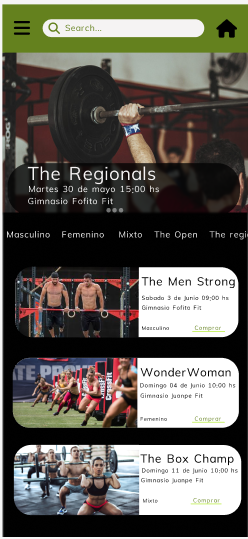 Search...
The Regionals
Martes 30 de mayo 15:00 hs
Gimnasio Fofito Fit
Masculino Femenino Mixto The Open The regi
The Men Strong
Sabado 3 de Junio 09:00 hs
Gimnasio Fofito Fit
Masculino Comprar
WonderWoman
Domingo 04 de Junio 10:00 hs
Gimnasio Juanpe Fit
Femenino Comprar
The Box Champ
Domingo 11 de Junio 10:00 hs
Gimnasio Juanpe Fit
Mixto Comprar